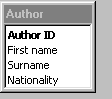 Author
Author ID
First name
Surname
Nationality